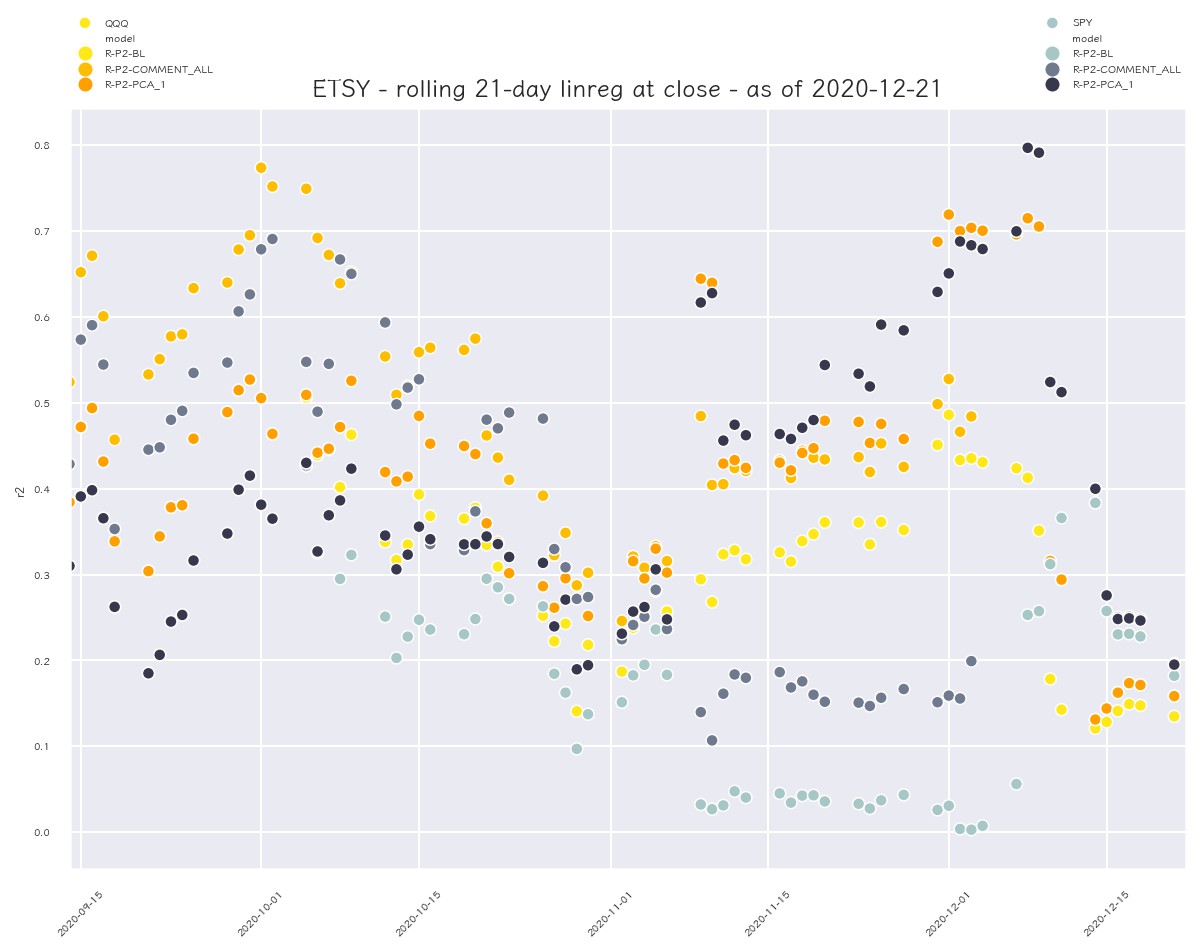 QQQ
model
R-P2-BL
R-P2-COMMENT_ALL
R-P2-PCA_1
SPY
model
R-P2-BL
R-P2-COMMENT_ALL
R-P2-PCA_1
ETSY - rolling 21-day linreg at close - as of 2020-12-21
r2
0.8
0.7
0.6
0.5
0.4
0.3
0.2
0.1
0.0
2020-09-15
2020-10-01
2020-10-15
2020-11-01
2020-11-15
2020-12-01
2020-12-15